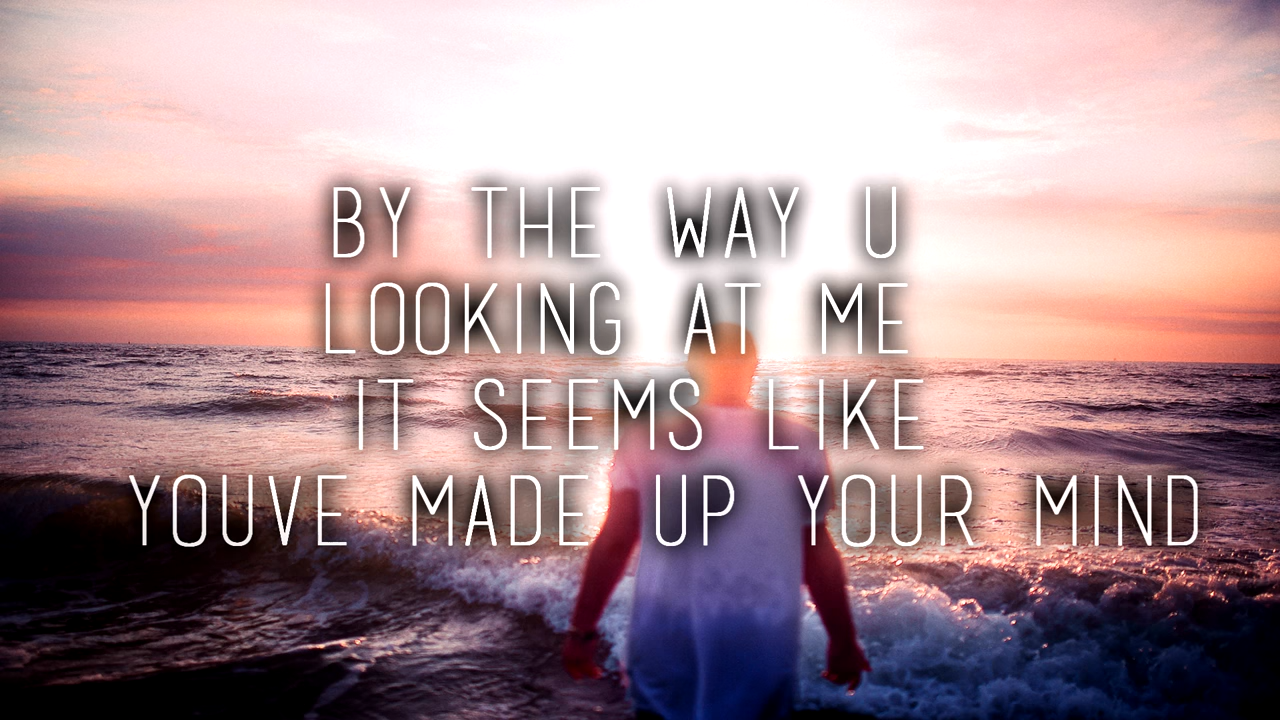 BY THE WAY U
LOOKING AT ME
IT SEEMS LIKE
YOUVE MADE UP YOUR MIND